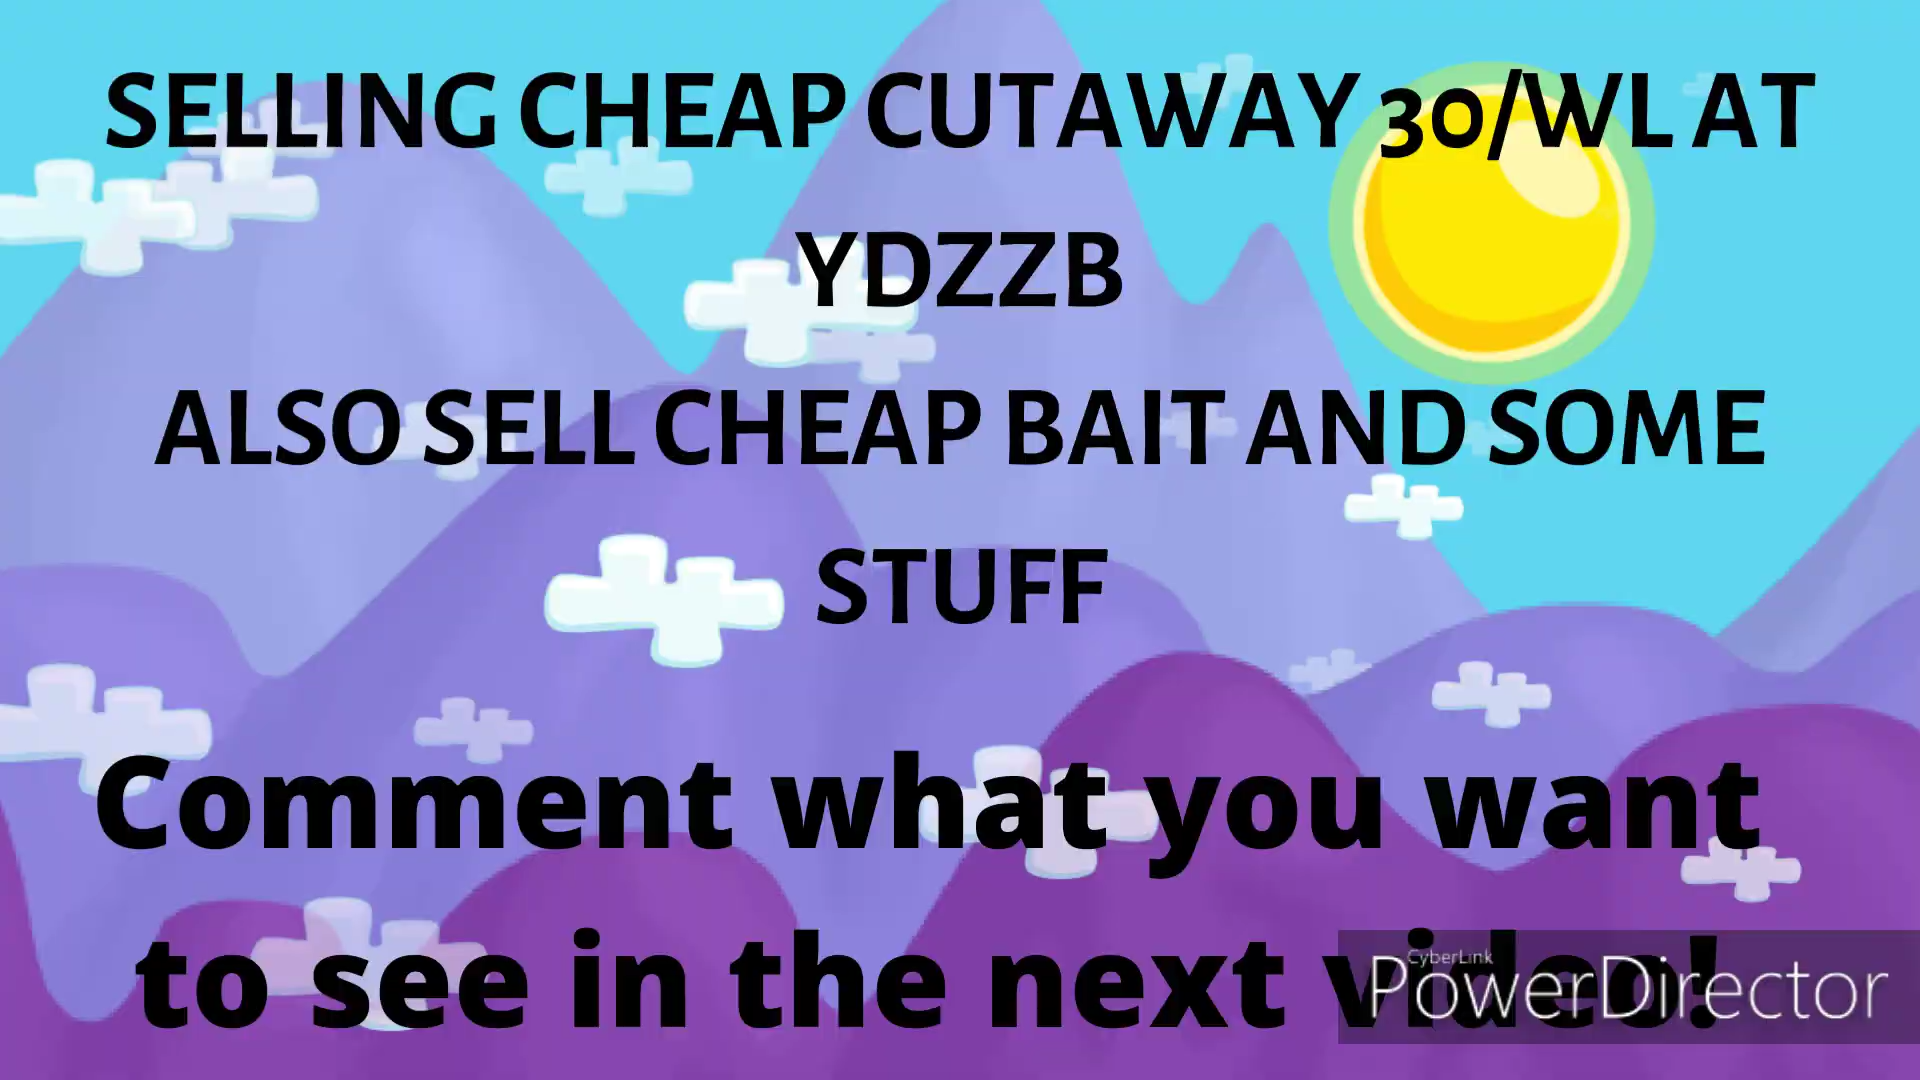 SELLING CHEAP CUTAWAY 30/WL AT
YDZZB
ALSO SELL CHEAP BAIT AND SOME
STUFF
Comment what you want
to see in the next video!
CyberLink
PowerDirector